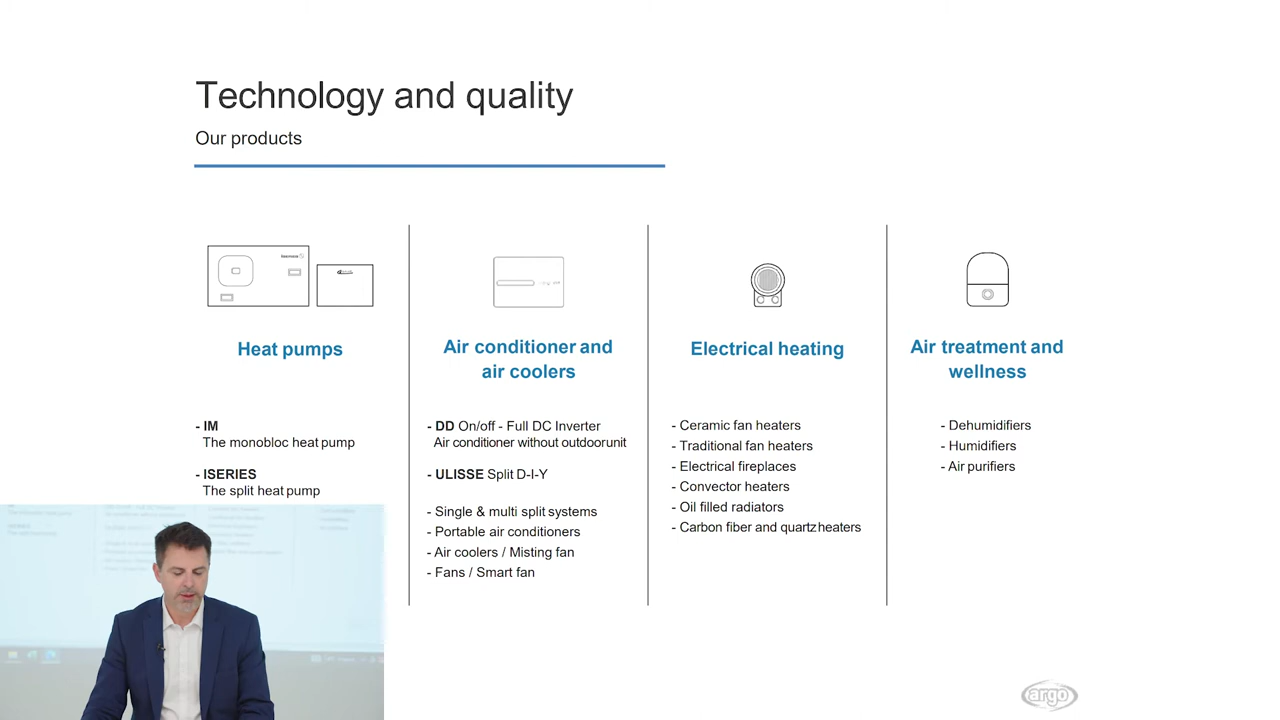 Technology and quality
Our products
Heat pumps
- IM
The monobloc heat pump
- ISERIES
The split heat pump
Air conditioner and
air coolers
- DD On/off - Full DC Inverter
Air conditioner without outdoorunit
- ULISSE Split D-I-Y
- Single & multi split systems
- Portable air conditioners
- Air coolers / Misting fan
- Fans / Smart fan
Electrical heating
- Ceramic fan heaters
- Traditional fan heaters
- Electrical fireplaces
- Convector heaters
- Oil filled radiators
- Carbon fiber and quartzheaters
Air treatment and
wellness
- Dehumidifiers
- Humidifiers
- Air purifiers
argo